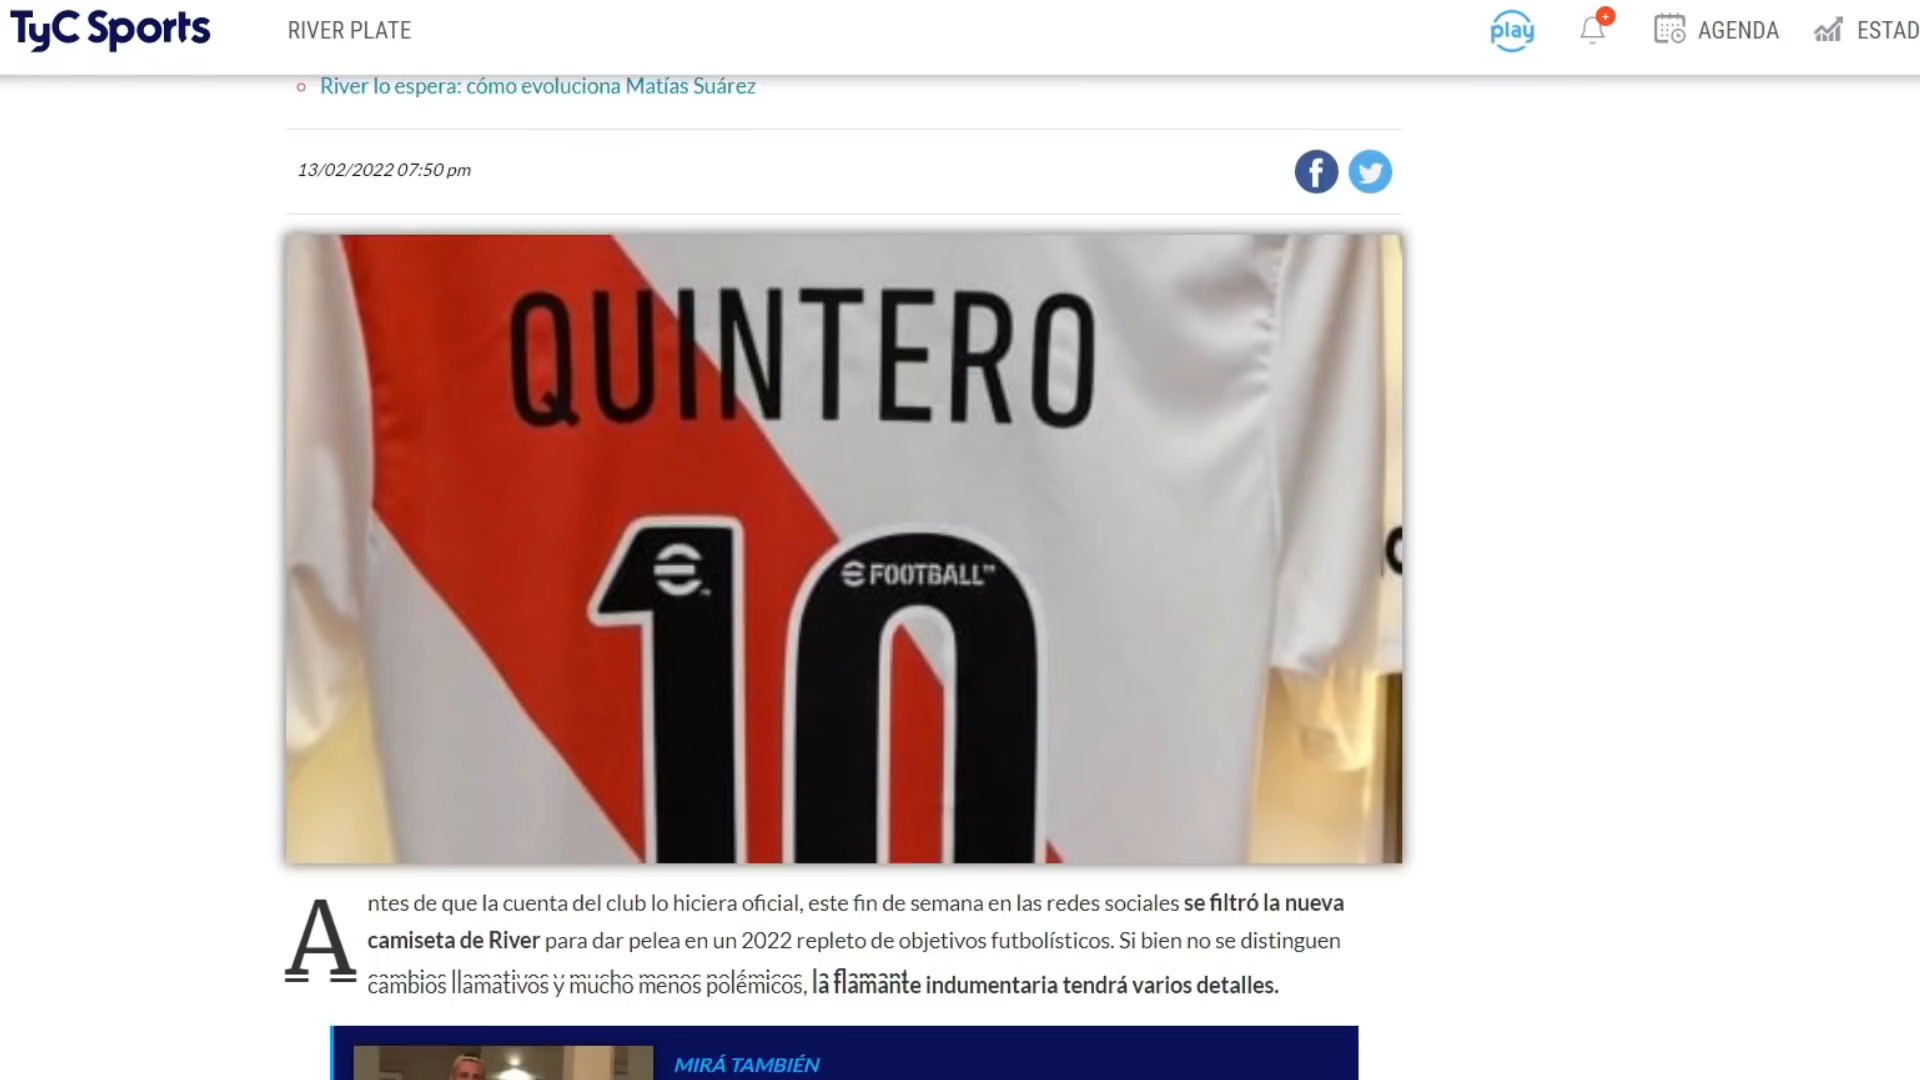 TyC Sports
RIVER PLATE
play
+
AGENDA
ESTAD
River lo espera: cómo evoluciona Matías Suárez
13/02/2022 07:50 pm
f
QUINTERO
10
FOOTBALL™
Antes de que la cuenta del club lo hiciera oficial, este fin de semana en las redes sociales se filtró la nueva
camiseta de River para dar pelea en un 2022 repleto de objetivos futbolísticos. Si bien no se distinguen
cambios llamativos y mucho menos polémicos, la flamante indumentaria tendrá varios detalles.
MIRÁ TAMBIÉN